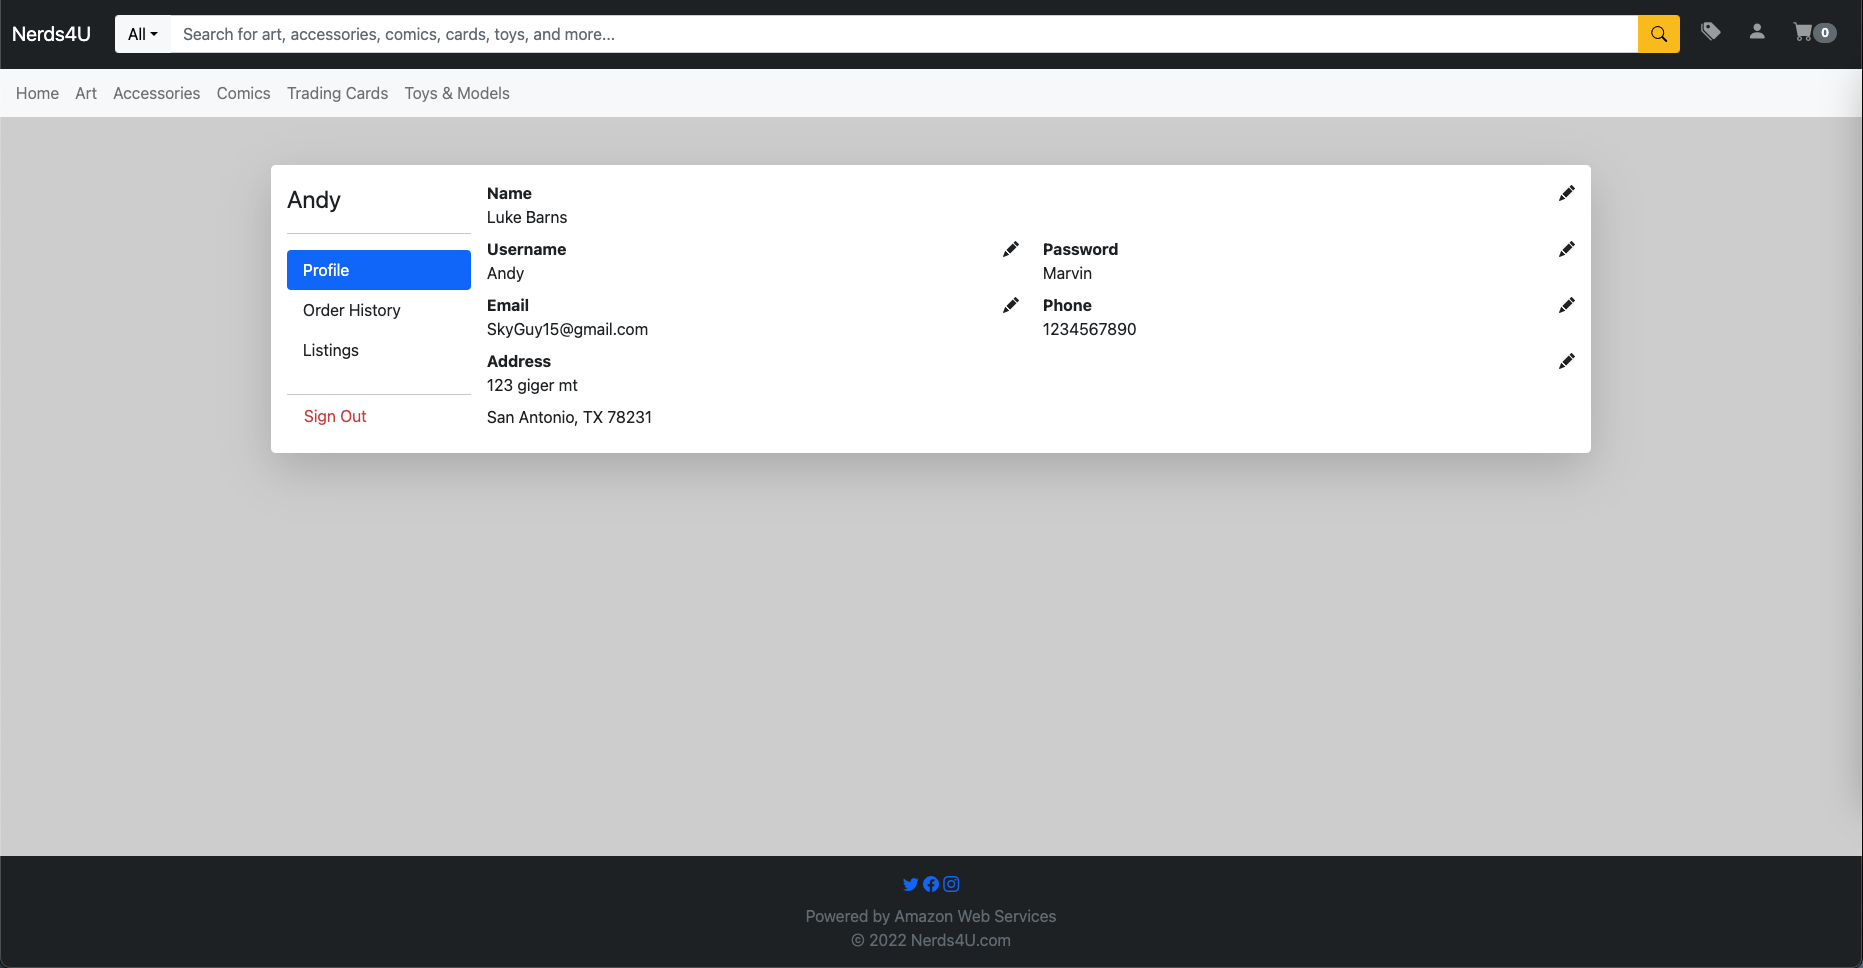 Nerds4U
All
Search for art, accessories, comics, cards, toys, and more...
0
Home Art Accessories Comics Trading Cards Toys & Models
Andy
Profile
Order History
Listings
Sign Out
Name
Luke Barns
Username
Andy
Password
Marvin
Email
SkyGuy15@gmail.com
Phone
1234567890
Address
123 giger mt
San Antonio, TX 78231
Powered by Amazon Web Services
© 2022 Nerds4U.com